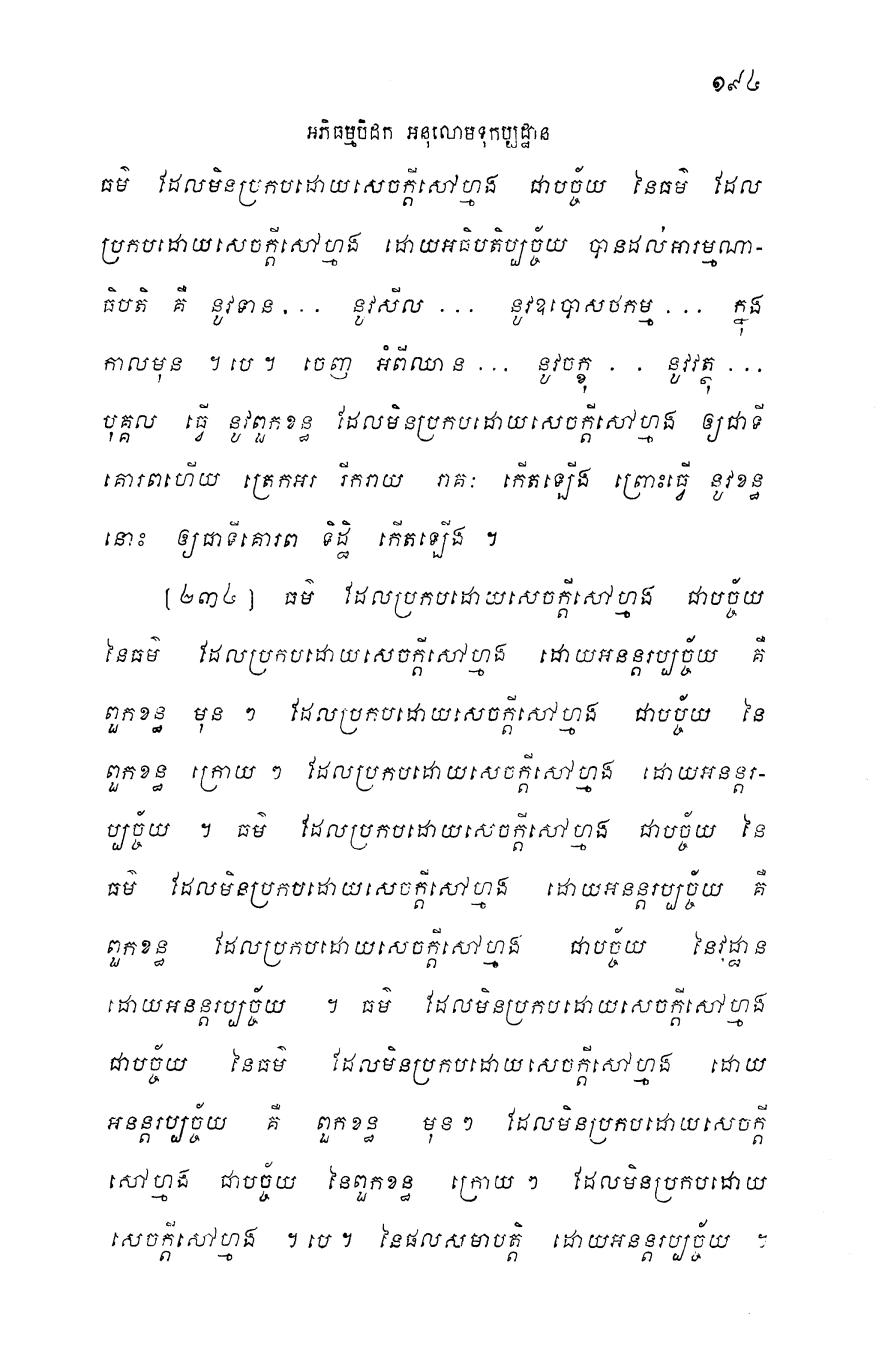 ១៩៤
អភិធម្មបិដក អនុលោមទុកប្បដ្ឋាន
ធម៌ ដែលមិនប្រកបដោយសេចក្តីសៅហ្មង ជាបច្ច័យ នៃធម៌ ដែល
ប្រកបដោយសេចក្តីសៅហ្មង ដោយអធិបតិប្បច្ច័យ បានដល់អារម្មណា-
ធិបតិ គឺ នូវទាន ... នូវសីល ... នូវឧបោសថកម្ម ... ក្នុង
កាលមុន ។ បេ ។ ចេញ អំពីឈាន ... នូវចក្ខុ . . នូវវត្ថុ ...
បុគ្គល ធ្វើ នូវពួកខន្ធ ដែលមិនប្រកបដោយសេចក្តីសៅហ្មង ឲ្យជាទី
គោរពហើយ ត្រេកអរ រីករាយ រាគៈ កើតឡើង ព្រោះធ្វើ នូវខន្ធ
នោះ ឲ្យជាទីគោរព ទិដ្ឋិ កើតឡើង ។
[២៣៤] ធម៌ ដែលប្រកបដោយសេចក្តីសៅហ្មង ជាបច្ច័យ
នៃធម៌ ដែលប្រកបដោយសេចក្តីសៅហ្មង ដោយអនន្តរប្បច្ច័យ គឺ
ពួកខន្ធ មុន ៗ ដែលប្រកបដោយសេចក្តីសៅហ្មង ជាបច្ច័យ នៃ
ពួកខន្ធ ក្រោយ ៗ ដែលប្រកបដោយសេចក្តីសៅហ្មង ដោយអនន្តរ-
ប្បច្ច័យ ។ ធម៌ ដែលប្រកបដោយសេចក្តីសៅហ្មង ជាបច្ច័យ នៃ
ធម៌ ដែលមិនប្រកបដោយសេចក្តីសៅហ្មង ដោយអនន្តរប្បច្ច័យ គឺ
ពួកខន្ធ ដែលប្រកបដោយសេចក្តីសៅហ្មង ជាបច្ច័យ នៃវុដ្ឋាន
ដោយអនន្តរប្បច្ច័យ ។ ធម៌ ដែលមិនប្រកបដោយសេចក្តីសៅហ្មង
ជាបច្ច័យ នៃធម៌ ដែលមិនប្រកបដោយសេចក្តីសៅហ្មង ដោយ
អនន្តរប្បច្ច័យ គឺ ពួកខន្ធ មុន ៗ ដែលមិនប្រកបដោយសេចក្តី
សៅហ្មង ជាបច្ច័យ នៃពួកខន្ធ ក្រោយ ៗ ដែលមិនប្រកបដោយ
សេចក្តីសៅហ្មង ។ បេ ។ នៃផលសមាបត្តិ ដោយអនន្តរប្បច្ច័យ ។